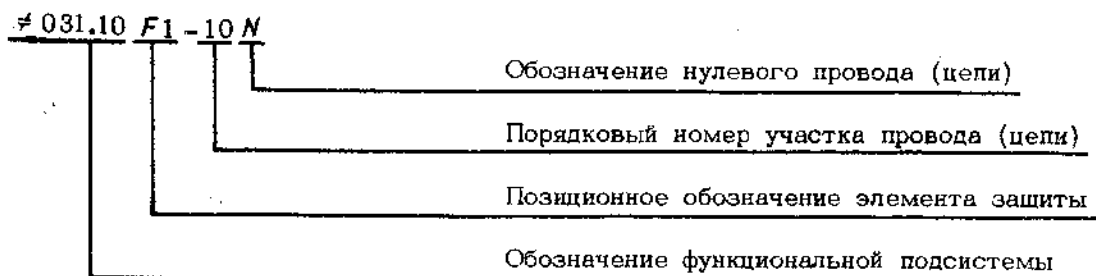 ≠ 031.10 F1 - 10 N
Обозначение нулевого провода (цепи)
Порядковый номер участка провода (цепи)
Позиционное обозначение элемента защиты
Обозначение функциональной подсистемы